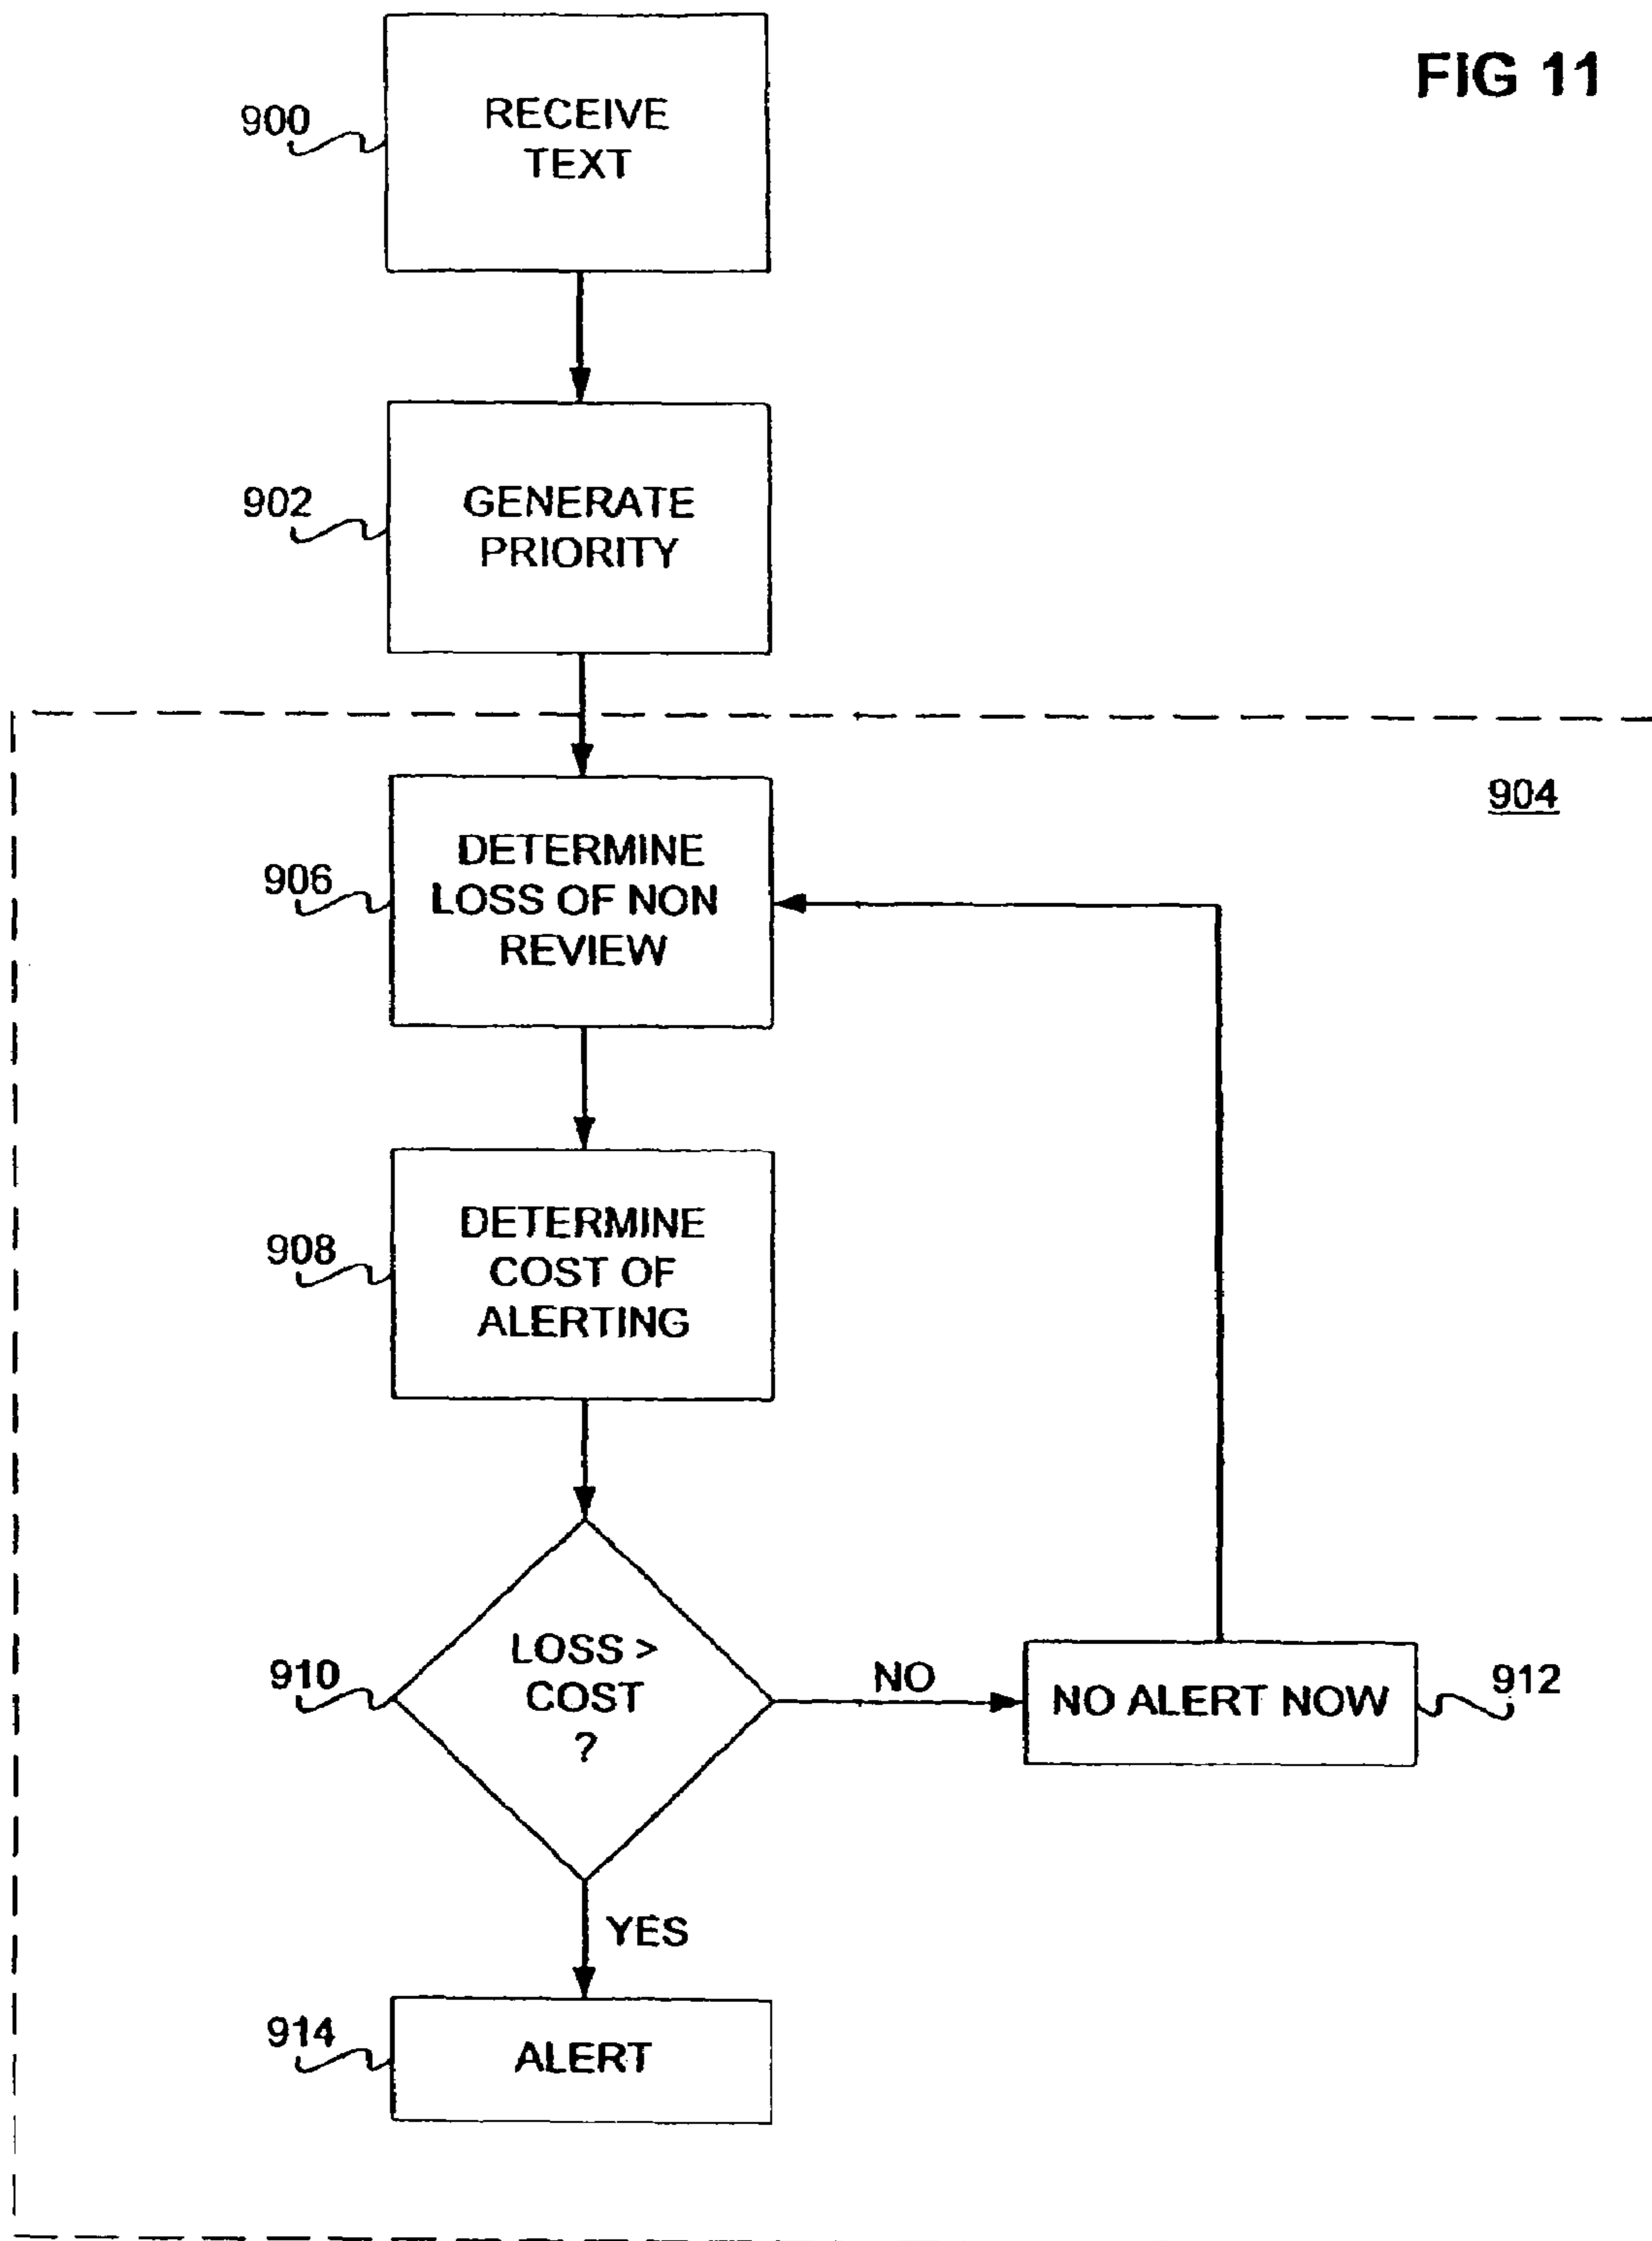 FIG 11
900
RECEIVE
TEXT
902
GENERATE
PRIORITY
904
906
DETERMINE
LOSS OF NON
REVIEW
908
DETERMINE
COST OF
ALERTING
910
LOSS >
COST
?
NO
NO ALERT NOW
912
YES
914
ALERT